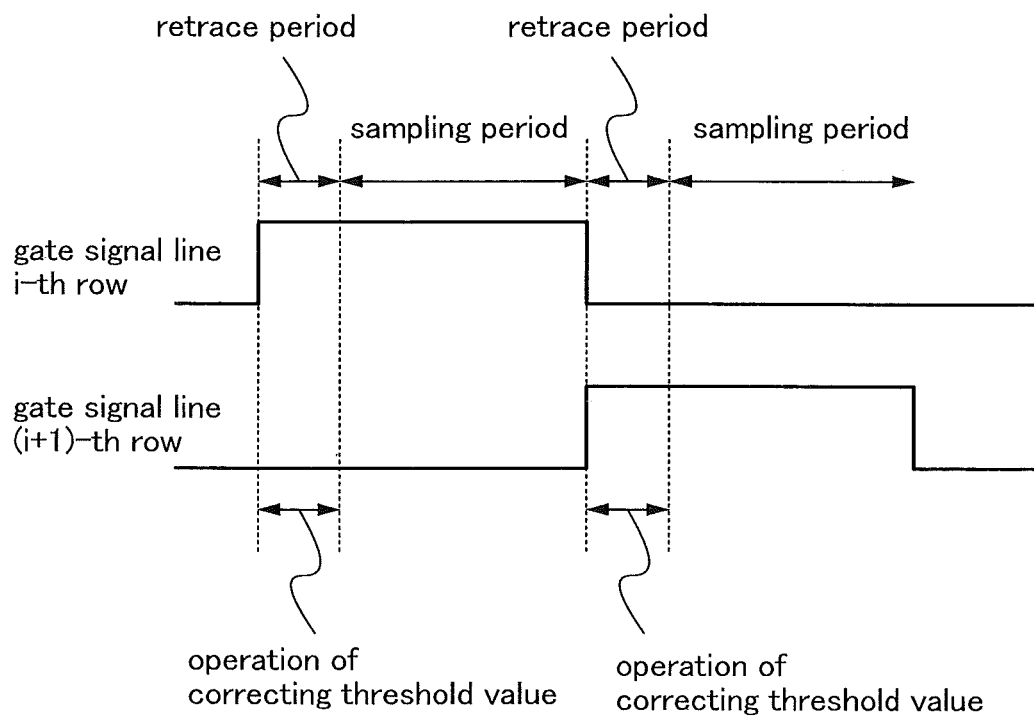 retrace period
retrace period
sampling period
sampling period
gate signal line
i-th row
gate signal line
(i+1)-th row
operation of
correcting threshold value
operation of
correcting threshold value